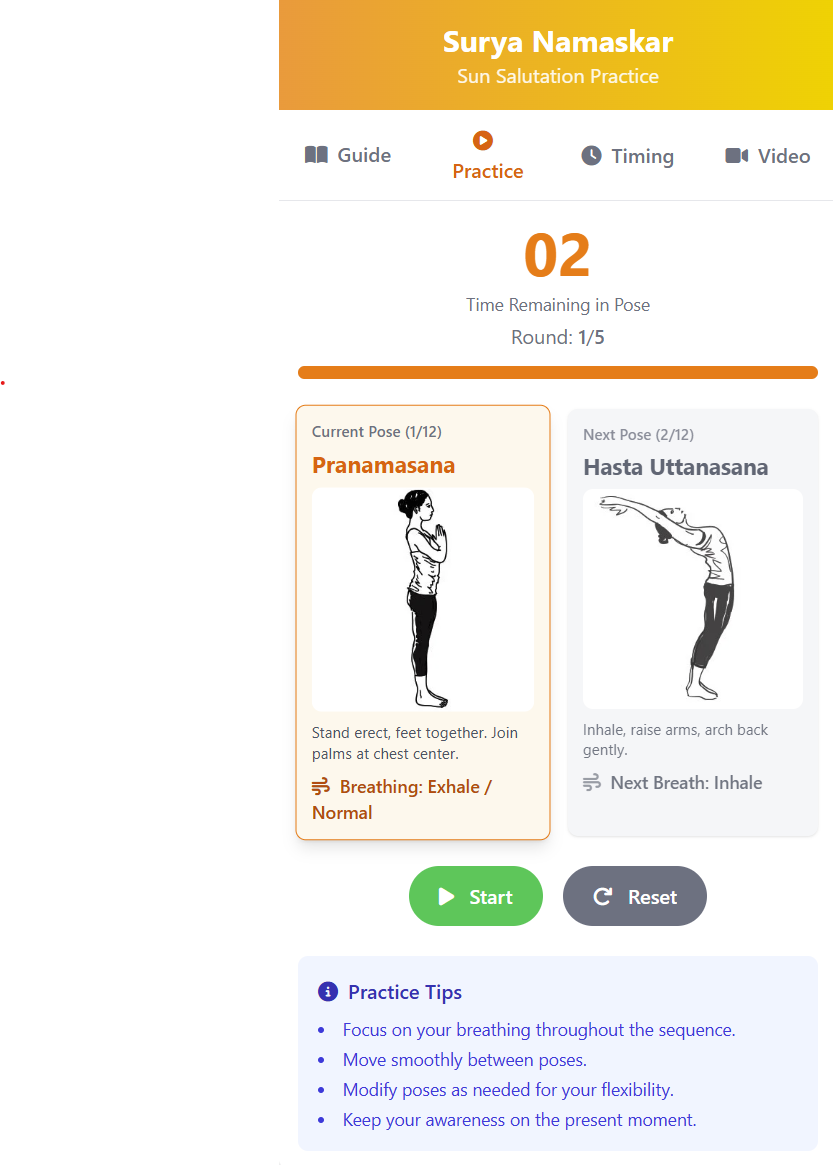 Surya Namaskar
Sun Salutation Practice
Guide
Practice
Timing
Video
02
Time Remaining in Pose
Round: 1/5
Current Pose (1/12)
Pranamasana
Stand erect, feet together. Join
palms at chest center.
Breathing: Exhale /
Normal
Next Pose (2/12)
Hasta Uttanasana
Inhale, raise arms, arch back
gently.
Next Breath: Inhale
Start
Reset
Practice Tips
• Focus on your breathing throughout the sequence.
• Move smoothly between poses.
• Modify poses as needed for your flexibility.
• Keep your awareness on the present moment.